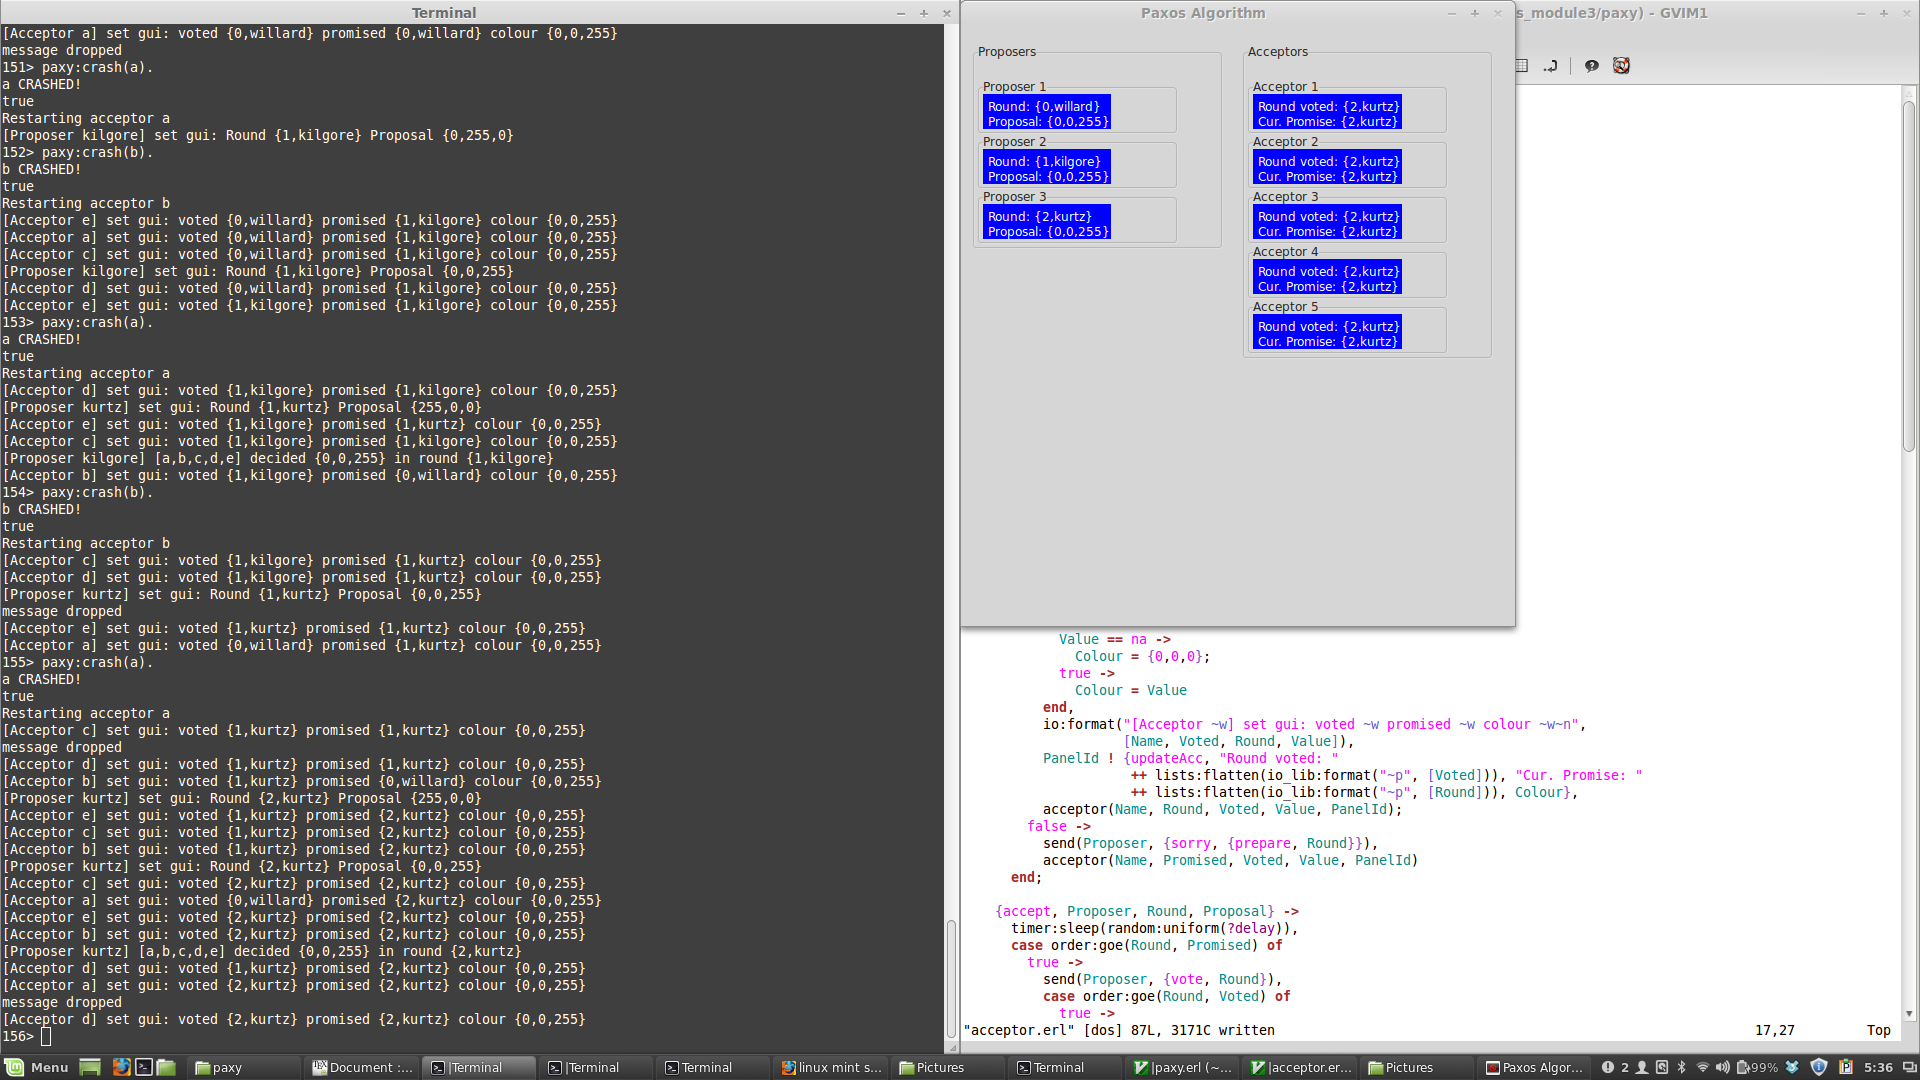 Terminal
[Acceptor a] set gui: voted {0,willard} promised {0,willard} colour {0,0,255}
message dropped
151> paxy:crash(a).
a CRASHED!
true
Restarting acceptor a
[Proposer kilgore] set gui: Round {1,kilgore} Proposal {0,255,0}
152> paxy:crash(b).
b CRASHED!
true
Restarting acceptor b
[Acceptor e] set gui: voted {0,willard} promised {1,kilgore} colour {0,0,255}
[Acceptor a] set gui: voted {0,willard} promised {1,kilgore} colour {0,0,255}
[Acceptor c] set gui: voted {0,willard} promised {1,kilgore} colour {0,0,255}
[Proposer kilgore] set gui: Round {1,kilgore} Proposal {0,0,255}
[Acceptor d] set gui: voted {0,willard} promised {1,kilgore} colour {0,0,255}
[Acceptor e] set gui: voted {1,kilgore} promised {1,kilgore} colour {0,0,255}
153> paxy:crash(a).
a CRASHED!
true
Restarting acceptor a
[Acceptor d] set gui: voted {1,kilgore} promised {1,kilgore} colour {0,0,255}
[Proposer kurtz] set gui: Round {1,kurtz} Proposal {255,0,0}
[Acceptor e] set gui: voted {1,kilgore} promised {1,kurtz} colour {0,0,255}
[Acceptor c] set gui: voted {1,kilgore} promised {1,kilgore} colour {0,0,255}
[Proposer kilgore] [a,b,c,d,e] decided {0,0,255} in round {1,kilgore}
[Acceptor b] set gui: voted {1,kilgore} promised {0,willard} colour {0,0,255}
154> paxy:crash(b).
b CRASHED!
true
Restarting acceptor b
[Acceptor c] set gui: voted {1,kilgore} promised {1,kurtz} colour {0,0,255}
[Acceptor d] set gui: voted {1,kilgore} promised {1,kurtz} colour {0,0,255}
[Proposer kurtz] set gui: Round {1,kurtz} Proposal {0,0,255}
message dropped
[Acceptor e] set gui: voted {1,kurtz} promised {1,kurtz} colour {0,0,255}
[Acceptor a] set gui: voted {0,willard} promised {1,kurtz} colour {0,0,255}
155> paxy:crash(a).
a CRASHED!
true
Restarting acceptor a
[Acceptor c] set gui: voted {1,kurtz} promised {1,kurtz} colour {0,0,255}
message dropped
[Acceptor d] set gui: voted {1,kurtz} promised {1,kurtz} colour {0,0,255}
[Acceptor b] set gui: voted {1,kurtz} promised {0,willard} colour {0,0,255}
[Proposer kurtz] set gui: Round {2,kurtz} Proposal {255,0,0}
[Acceptor e] set gui: voted {1,kurtz} promised {2,kurtz} colour {0,0,255}
[Acceptor c] set gui: voted {1,kurtz} promised {2,kurtz} colour {0,0,255}
[Acceptor b] set gui: voted {1,kurtz} promised {2,kurtz} colour {0,0,255}
[Proposer kurtz] set gui: Round {2,kurtz} Proposal {0,0,255}
[Acceptor c] set gui: voted {2,kurtz} promised {2,kurtz} colour {0,0,255}
[Acceptor a] set gui: voted {0,willard} promised {2,kurtz} colour {0,0,255}
[Acceptor e] set gui: voted {2,kurtz} promised {2,kurtz} colour {0,0,255}
[Acceptor b] set gui: voted {2,kurtz} promised {2,kurtz} colour {0,0,255}
[Proposer kurtz] [a,b,c,d,e] decided {0,0,255} in round {2,kurtz}
[Acceptor d] set gui: voted {1,kurtz} promised {2,kurtz} colour {0,0,255}
[Acceptor a] set gui: voted {2,kurtz} promised {2,kurtz} colour {0,0,255}
message dropped
[Acceptor d] set gui: voted {2,kurtz} promised {2,kurtz} colour {0,0,255}
156>
Paxos Algorithm
Proposers
Proposer 1
Round: {0,willard}
Proposal: {0,0,255}
Proposer 2
Round: {1,kilgore}
Proposal: {0,0,255}
Proposer 3
Round: {2,kurtz}
Proposal: {0,0,255}
Acceptors
Acceptor 1
Round voted: {2,kurtz}
Cur. Promise: {2,kurtz}
Acceptor 2
Round voted: {2,kurtz}
Cur. Promise: {2,kurtz}
Acceptor 3
Round voted: {2,kurtz}
Cur. Promise: {2,kurtz}
Acceptor 4
Round voted: {2,kurtz}
Cur. Promise: {2,kurtz}
Acceptor 5
Round voted: {2,kurtz}
Cur. Promise: {2,kurtz}
s_module3/paxy) - GVIM1
Value == na ->
Colour = {0,0,0};
true ->
Colour = Value
end,
io:format("[Acceptor ~w] set gui: voted ~w promised ~w colour ~w~n",
[Name, Voted, Round, Value]),
PanelId ! {updateAcc, "Round voted: "
++ lists:flatten(io_lib:format("~p", [Voted])), "Cur. Promise: "
++ lists:flatten(io_lib:format("~p", [Round])), Colour},
acceptor(Name, Round, Voted, Value, PanelId);
false ->
send(Proposer, {sorry, {prepare, Round}}),
acceptor(Name, Promised, Voted, Value, PanelId)
end;
{accept, Proposer, Round, Proposal} ->
timer:sleep(random:uniform(?delay)),
case order:goe(Round, Promised) of
true ->
send(Proposer, {vote, Round}),
case order:goe(Round, Voted) of
true ->
"acceptor.erl" [dos] 87L, 3171C written 17,27 Top
Menu paxy Document :... |Terminal |Terminal Terminal linux mint s... Pictures Terminal |paxy.erl (~... |acceptor.er... Pictures Paxos Algor... 2 99% 5:36